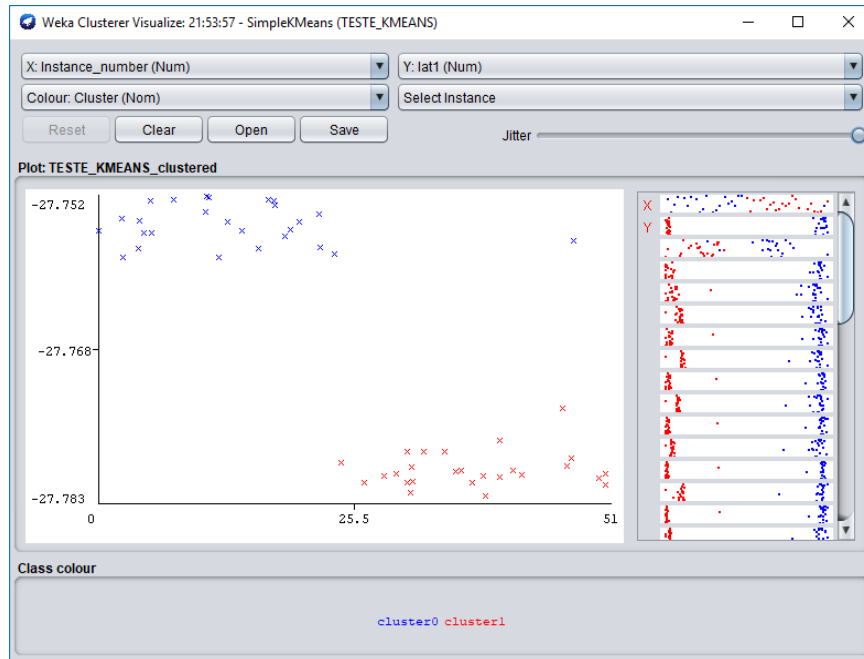 Weka Clusterer Visualize: 21:53:57 - SimpleKMeans (TESTE_KMEANS)
X: Instance_number (Num) Y: lat1 (Num)
Colour: Cluster (Nom) Select Instance
Reset Clear Open Save Jitter
Plot: TESTE_KMEANS_clustered
-27.752
-27.768
-27.783
0 25.5 51
X
Y
Class colour
cluster0 cluster1